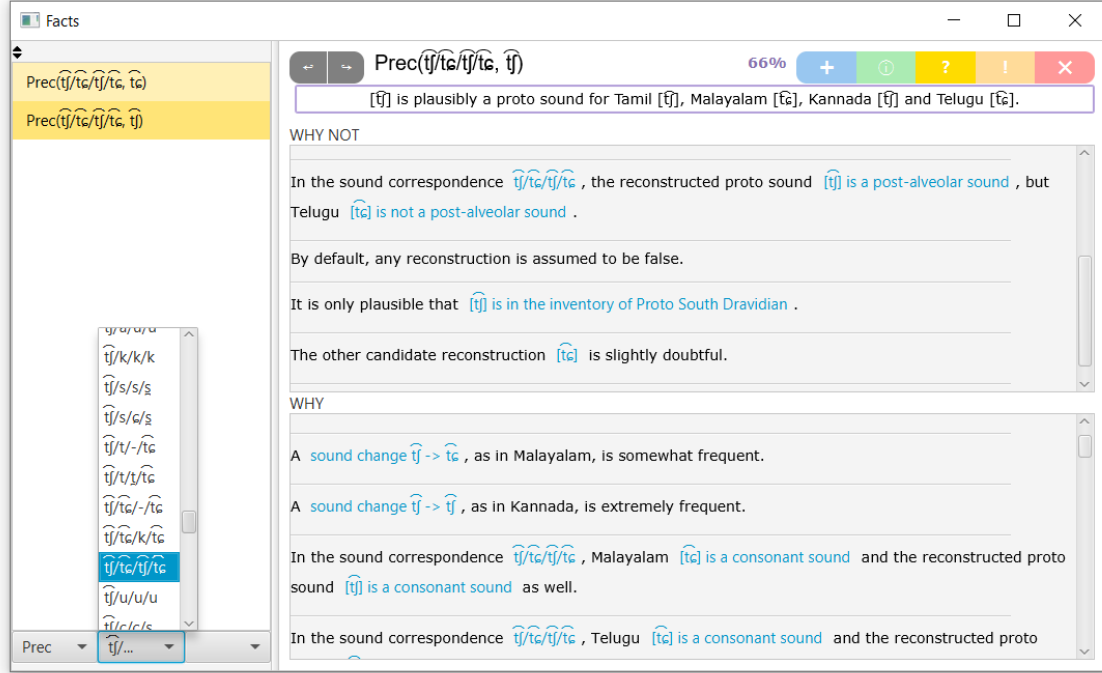 Facts
Prec(t͡ʃ/t͡ɕ/t͡ʃ/t͡ɕ, t͡ɕ)
Prec(t͡ʃ/t͡ɕ/t͡ʃ/t͡ɕ, t͡ʃ)
t͡ʃ/a/u/u
t͡ʃ/k/k/k
t͡ʃ/s/s/s̪
t͡ʃ/s/ɕ/s̪
t͡ʃ/t/-/t͡ɕ
t͡ʃ/t/t̪/t͡ɕ
t͡ʃ/t͡ɕ/-/t͡ɕ
t͡ʃ/t͡ɕ/k/t͡ɕ
t͡ʃ/t͡ɕ/t͡ʃ/t͡ɕ
t͡ʃ/u/u/u
t͡ʃ/c/c/s
Prec
t͡ʃ/...
Prec(t͡ʃ/t͡ɕ/t͡ʃ/t͡ɕ, t͡ʃ)
66%
+
ⓘ
?
!
[t͡ʃ] is plausibly a proto sound for Tamil [t͡ʃ], Malayalam [t͡ɕ], Kannada [t͡ʃ] and Telugu [t͡ɕ].
WHY NOT
In the sound correspondence t͡ʃ/t͡ɕ/t͡ʃ/t͡ɕ , the reconstructed proto sound [t͡ʃ] is a post-alveolar sound , but
Telugu [t͡ɕ] is not a post-alveolar sound .
By default, any reconstruction is assumed to be false.
It is only plausible that [t͡ʃ] is in the inventory of Proto South Dravidian .
The other candidate reconstruction [t͡ɕ] is slightly doubtful.
WHY
A sound change t͡ʃ -> t͡ɕ , as in Malayalam, is somewhat frequent.
A sound change t͡ʃ -> t͡ʃ , as in Kannada, is extremely frequent.
In the sound correspondence t͡ʃ/t͡ɕ/t͡ʃ/t͡ɕ , Malayalam [t͡ɕ] is a consonant sound and the reconstructed proto
sound [t͡ʃ] is a consonant sound as well.
In the sound correspondence t͡ʃ/t͡ɕ/t͡ʃ/t͡ɕ , Telugu [t͡ɕ] is a consonant sound and the reconstructed proto